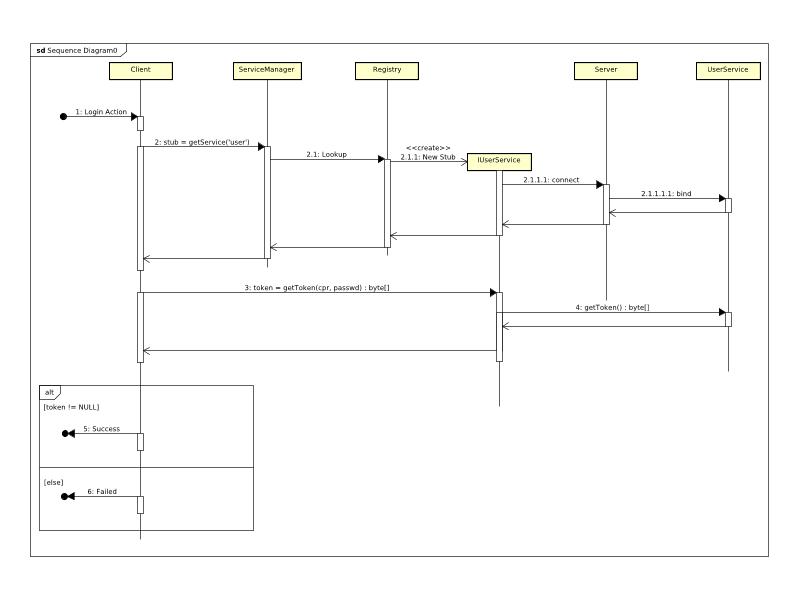 sd Sequence Diagram0
Client
ServiceManager
Registry
Server
UserService
1: Login Action
2: stub = getService('user')
2.1: Lookup
<<create>>
2.1.1: New Stub
IUserService
2.1.1.1: connect
2.1.1.1.1: bind
3: token = getToken(cpr, passwd) : byte[]
4: getToken() : byte[]
alt
[token != NULL]
5: Success
[else]
6: Failed